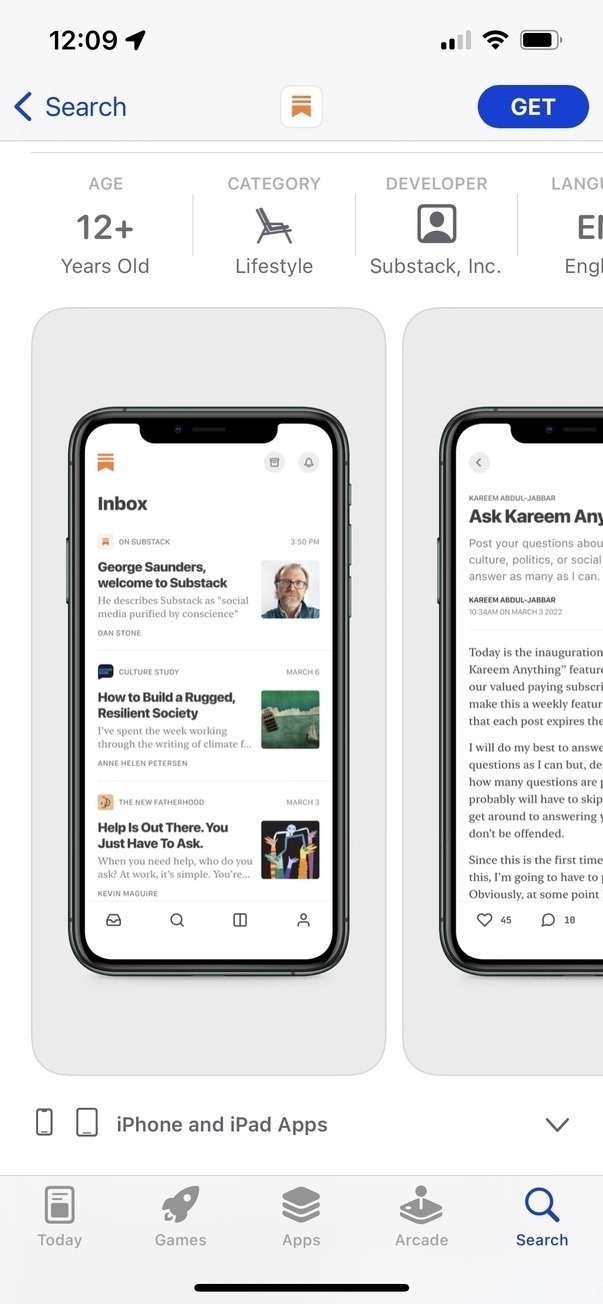 12:09
Search
GET
AGE
12+
Years Old
CATEGORY
Lifestyle
DEVELOPER
Substack, Inc.
LANGU
EN
Engl
Inbox
ON SUBSTACK
3:50 PM
George Saunders,
welcome to Substack
He describes Substack as "social
media purified by conscience"
DAN STONE
CULTURE STUDY
MARCH 6
How to Build a Rugged,
Resilient Society
I've spent the week working
through the writing of climate f...
ANNE HELEN PETERSEN
THE NEW FATHERHOOD
MARCH 3
Help Is Out There. You
Just Have To Ask.
When you need help, who do you
ask? At work, it's simple. You're...
KEVIN MAGUIRE
KAREEM ABDUL-JABBAR
Ask Kareem Any
Post your questions abou
culture, politics, or social
answer as many as I can.
KAREEM ABDUL-JABBAR
10:34AM ON MARCH 3 2022
Today is the inauguration
Kareem Anything" feature
our valued paying subscri
make this a weekly featur
that each post expires the
I will do my best to answe
questions as I can but, de
how many questions are p
probably will have to skip
get around to answering y
don't be offended.
Since this is the first time
this, I'm going to have to p
Obviously, at some point
45
10
iPhone and iPad Apps
Today
Games
Apps
Arcade
Search